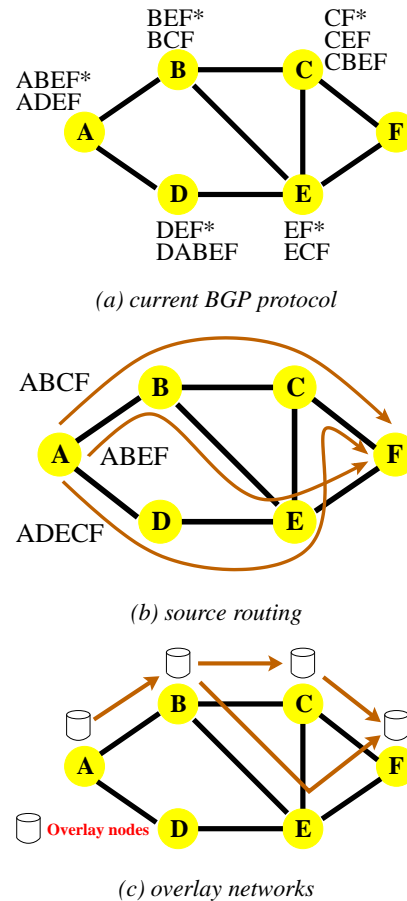 BEF*
BCF
CF*
CEF
CBEF
ABEF*
ADEF
B
C
A
F
D
E
DEF*
DABEF
EF*
ECF
(a) current BGP protocol
ABCF
B
C
A
ABEF
F
ADECF
D
E
(b) source routing
B
C
A
F
Overlay nodes
D
E
(c) overlay networks